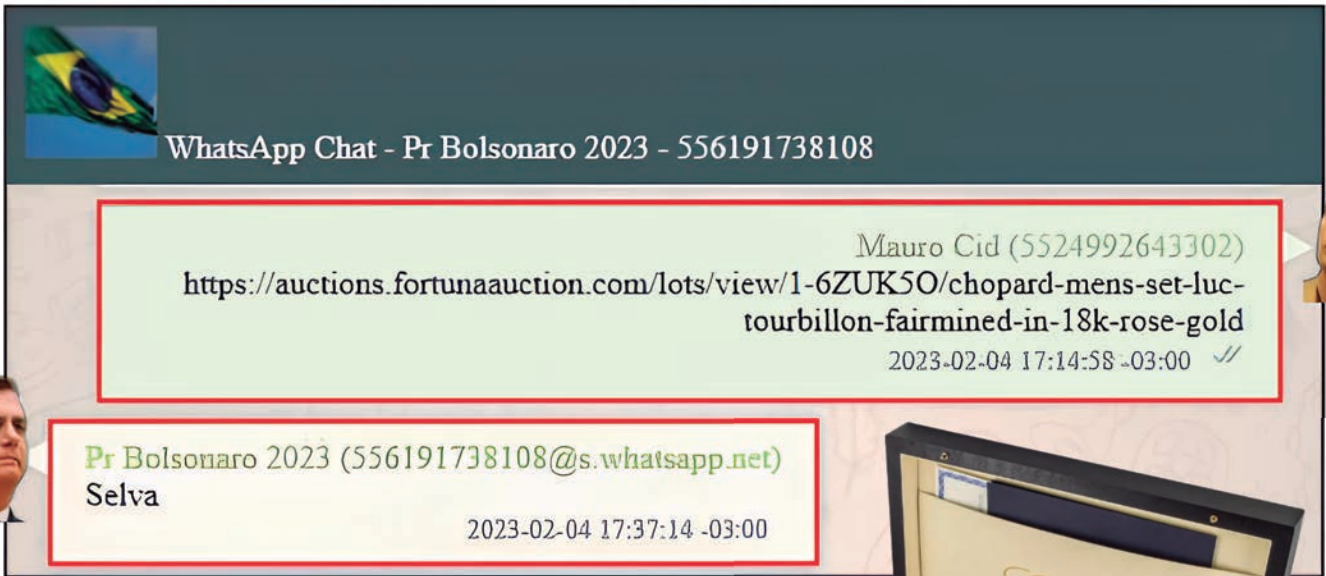 WhatsApp Chat - Pr Bolsonaro 2023 - 556191738108
Mauro Cid (5524992643302)
https://auctions.fortunaauction.com/lots/view/1-6ZUK5O/chopard-mens-set-luc-
tourbillon-fairmined-in-18k-rose-gold
2023-02-04 17:14:58 -03:00
Pr Bolsonaro 2023 (556191738108@s.whatsapp.net)
Selva
2023-02-04 17:37:14 -03:00